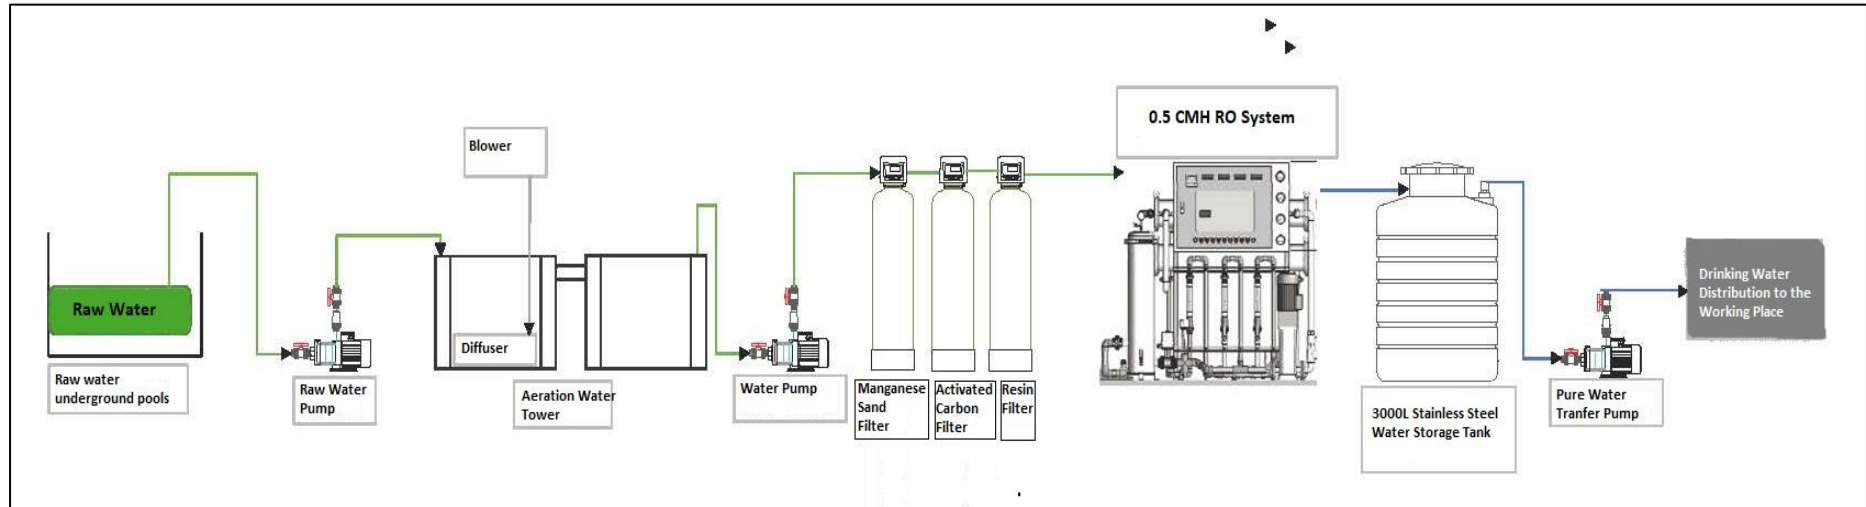 Raw Water
Raw water
underground pools
Raw Water
Pump
Blower
Diffuser
Aeration Water
Tower
Water Pump
Manganese
Sand
Filter
Activated
Carbon
Filter
Resin
Filter
0.5 CMH RO System
3000L Stainless Steel
Water Storage Tank
Pure Water
Tranfer Pump
Drinking Water
Distribution to the
Working Place